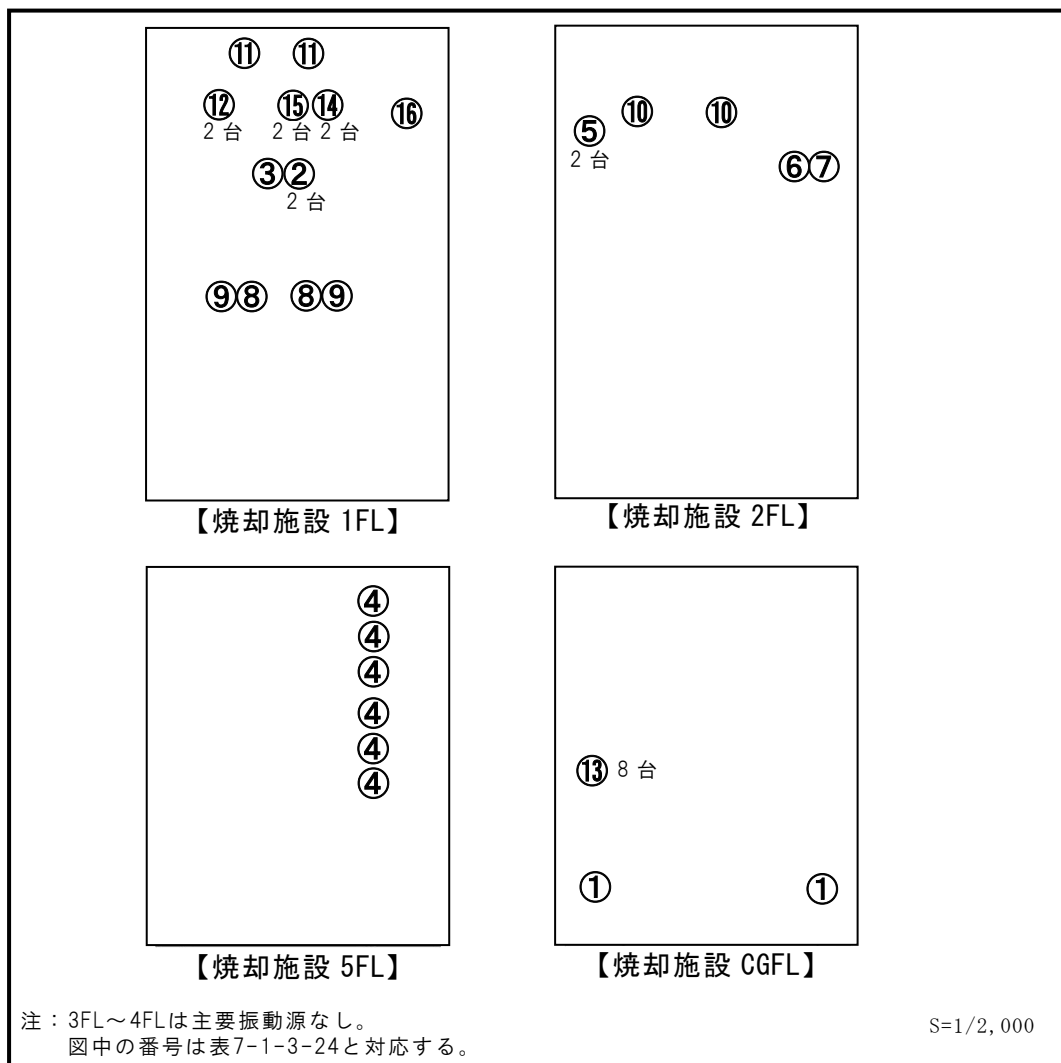 ⑪ ⑪
⑫ ⑮ ⑭ ⑯
2台 2台 2台
③②
2台
⑨⑧ ⑧⑨
【焼却施設 1FL】
⑩ ⑩
⑤
2台
⑥⑦
【焼却施設 2FL】
④
④
④
④
④
④
【焼却施設 5FL】
⑬ 8台
① ①
【焼却施設 CGFL】
注：3FL～4FLは主要振動源なし。
図中の番号は表7-1-3-24と対応する。
S=1/2,000